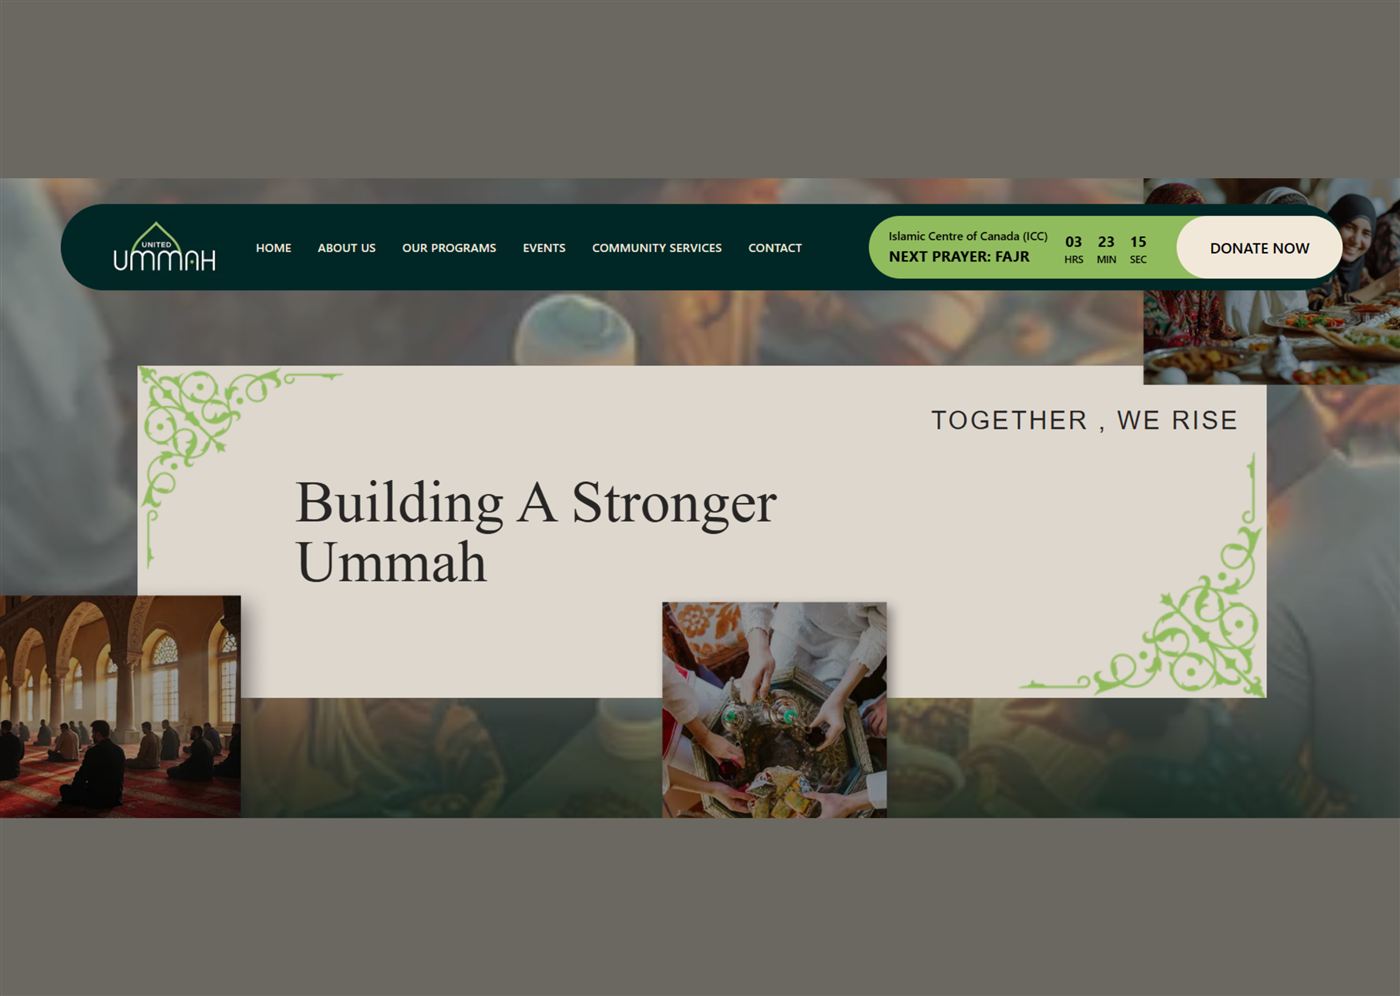 UNITED
UMMAH
HOME ABOUT US OUR PROGRAMS EVENTS COMMUNITY SERVICES CONTACT
Islamic Centre of Canada (ICC)
NEXT PRAYER: FAJR
03 23 15
HRS MIN SEC
DONATE NOW
TOGETHER , WE RISE
Building A Stronger
Ummah